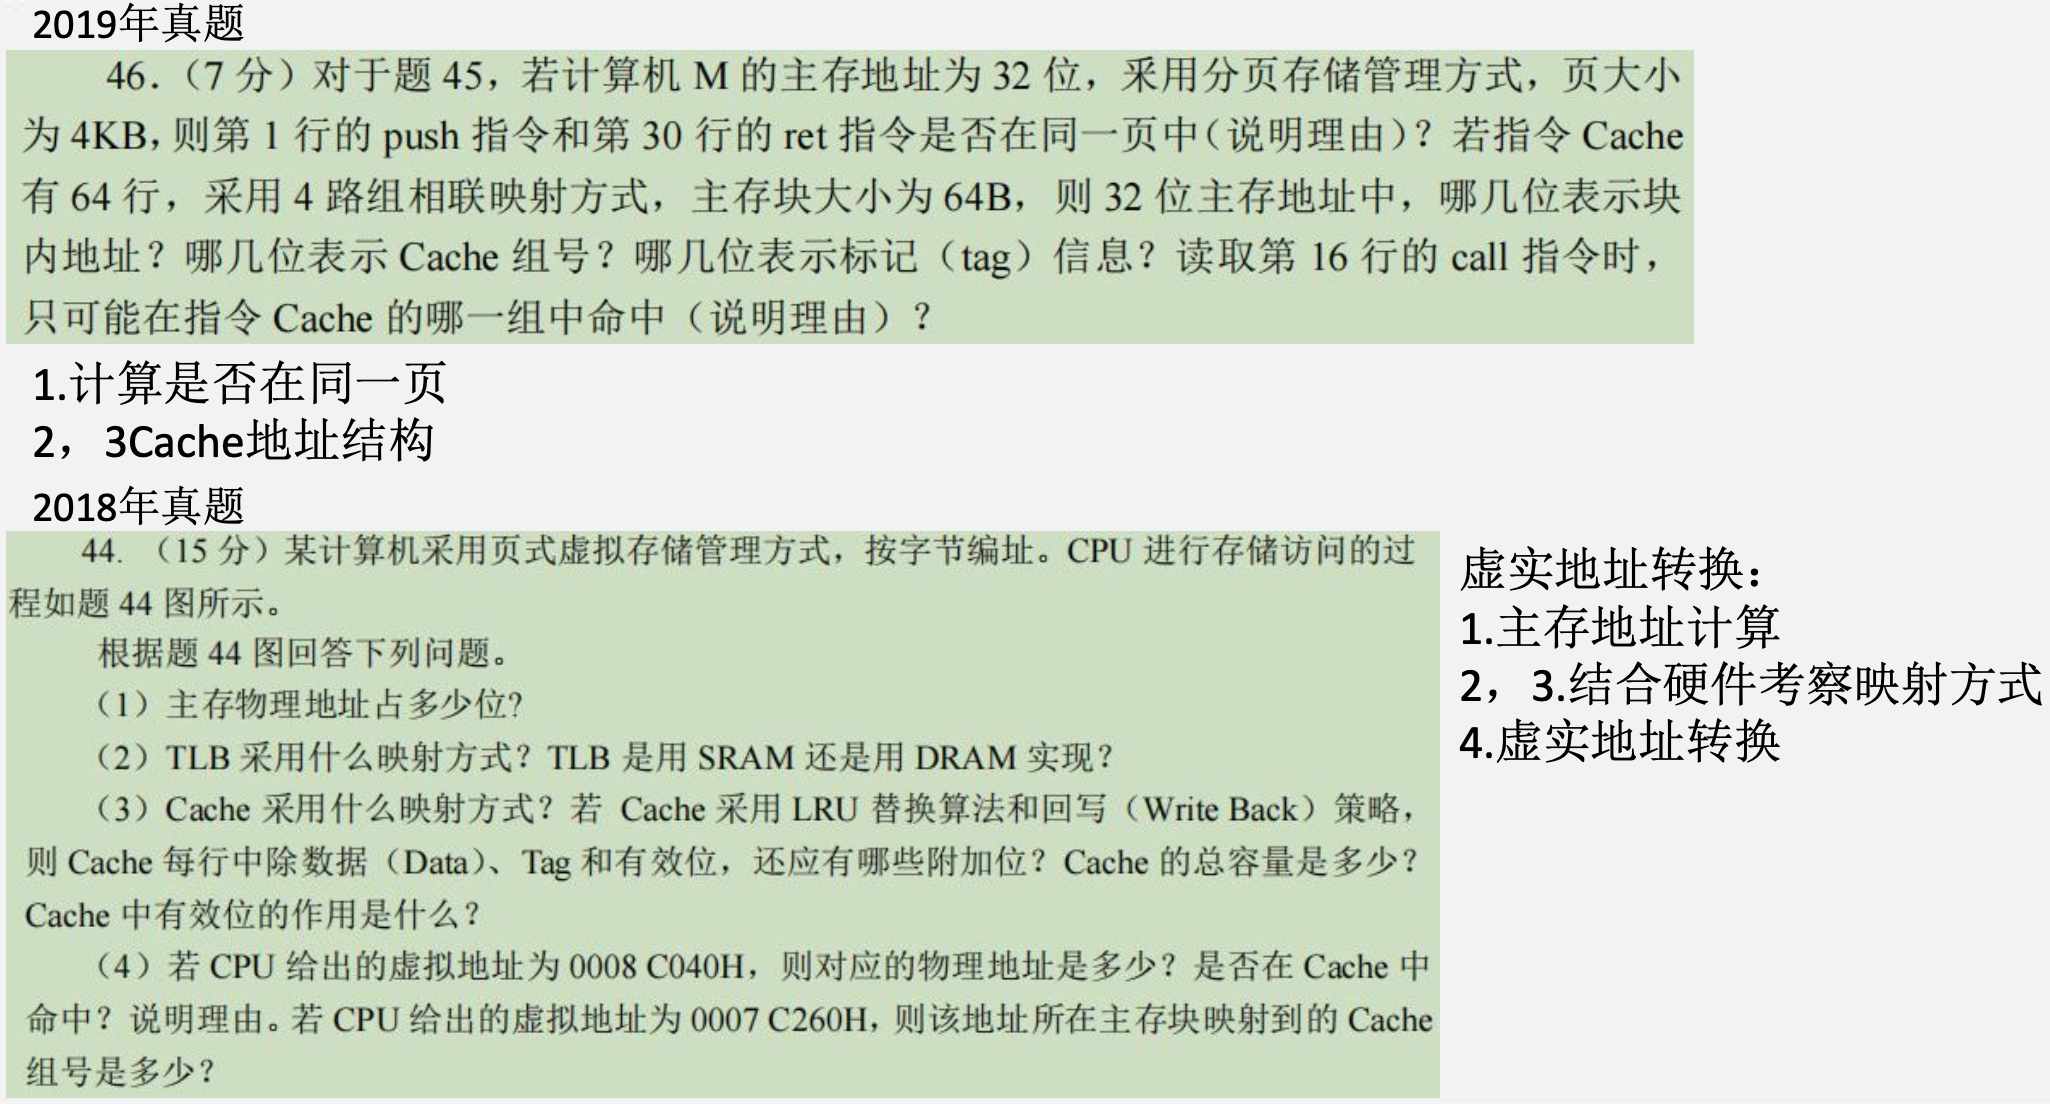 2019年真题
46.（7 分）对于题 45，若计算机 M 的主存地址为 32 位，采用分页存储管理方式，页大小
为 4KB，则第 1 行的 push 指令和第 30 行的 ret 指令是否在同一页中（说明理由）？若指令 Cache
有 64 行，采用 4 路组相联映射方式，主存块大小为 64B，则 32 位主存地址中，哪几位表示块
内地址？哪几位表示 Cache 组号？哪几位表示标记（tag）信息？读取第 16 行的 call 指令时，
只可能在指令 Cache 的哪一组中命中（说明理由）？
1.计算是否在同一页
2，3Cache地址结构
2018年真题
44. （15 分）某计算机采用页式虚拟存储管理方式，按字节编址。CPU 进行存储访问的过
程如题 44 图所示。
根据题 44 图回答下列问题。
（1）主存物理地址占多少位?
（2）TLB 采用什么映射方式？TLB 是用 SRAM 还是用 DRAM 实现？
（3）Cache 采用什么映射方式？若 Cache 采用 LRU 替换算法和回写（Write Back）策略，
则 Cache 每行中除数据（Data）、Tag 和有效位，还应有哪些附加位？Cache 的总容量是多少？
Cache 中有效位的作用是什么？
（4）若 CPU 给出的虚拟地址为 0008 C040H，则对应的物理地址是多少？是否在 Cache 中
命中？说明理由。若 CPU 给出的虚拟地址为 0007 C260H，则该地址所在主存块映射到的 Cache
组号是多少？
虚实地址转换：
1.主存地址计算
2，3.结合硬件考察映射方式
4.虚实地址转换